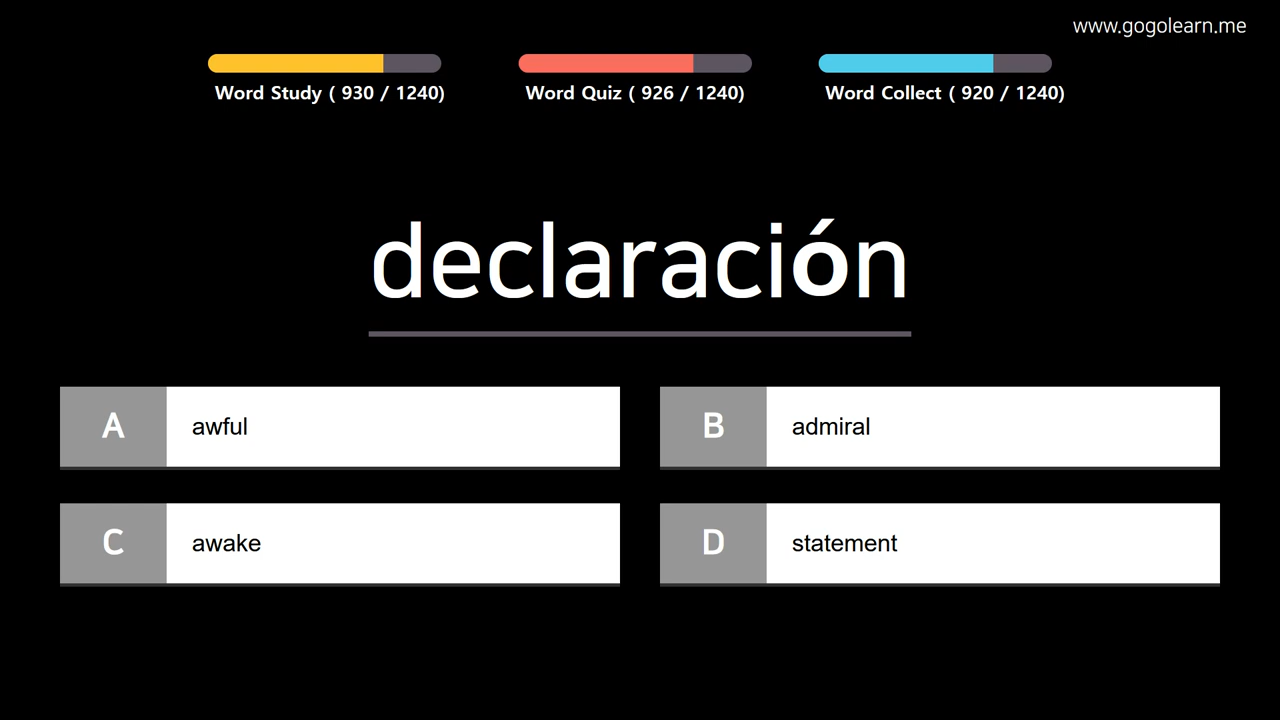 www.gogolearn.me
Word Study ( 930 / 1240)
Word Quiz ( 926 / 1240)
Word Collect ( 920 / 1240)
declaración
A awful
B admiral
C awake
D statement